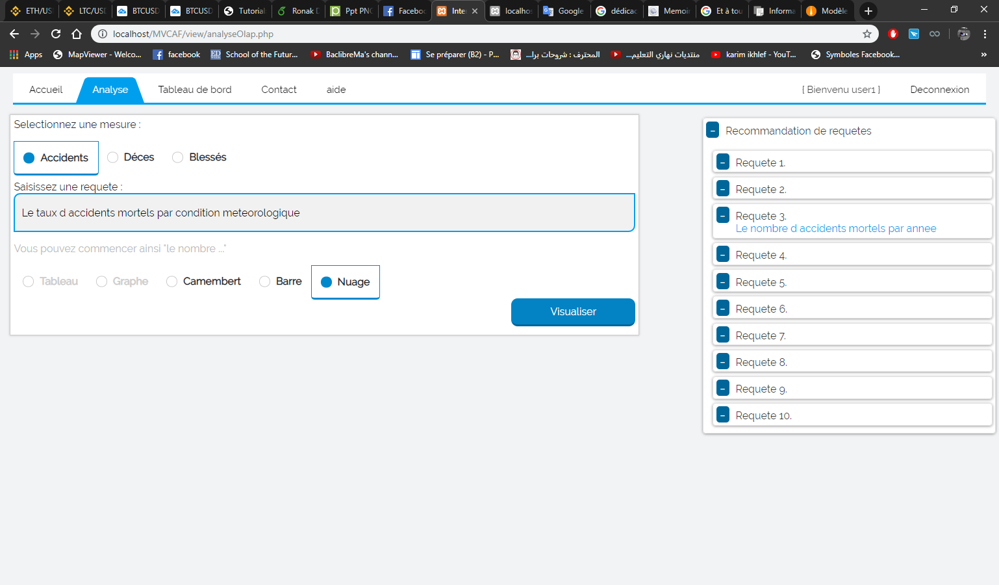 ETH/US
LTC/USD
BTCUSD
BTCUSD
Tutorial
Ronak D
Ppt PNG
Facebo
Inte
localhos
Google
dédicac
Memoir
Et à tou
Informa
Modèle
localhost/MVCAF/view/analyseOlap.php
Apps
MapViewer - Welco...
facebook
School of the Futur...
BaclibreMa's chann...
Se préparer (B2) - P...
المحترف : شروحات برا...
منتديات نهاري التعليم...
karim ikhlef - YouT...
Symboles Facebook...
»
Accueil
Analyse
Tableau de bord
Contact
aide
{ Bienvenu user1 }
Deconnexion
Selectionnez une mesure :
Accidents
Déces
Blessés
Saisissez une requete :
Le taux d accidents mortels par condition meteorologique
Vous pouvez commencer ainsi "le nombre ..."
Tableau
Graphe
Camembert
Barre
Nuage
Visualiser
- Recommandation de requetes
- Requete 1.
- Requete 2.
- Requete 3.
Le nombre d accidents mortels par annee
- Requete 4.
- Requete 5.
- Requete 6.
- Requete 7.
- Requete 8.
- Requete 9.
- Requete 10.